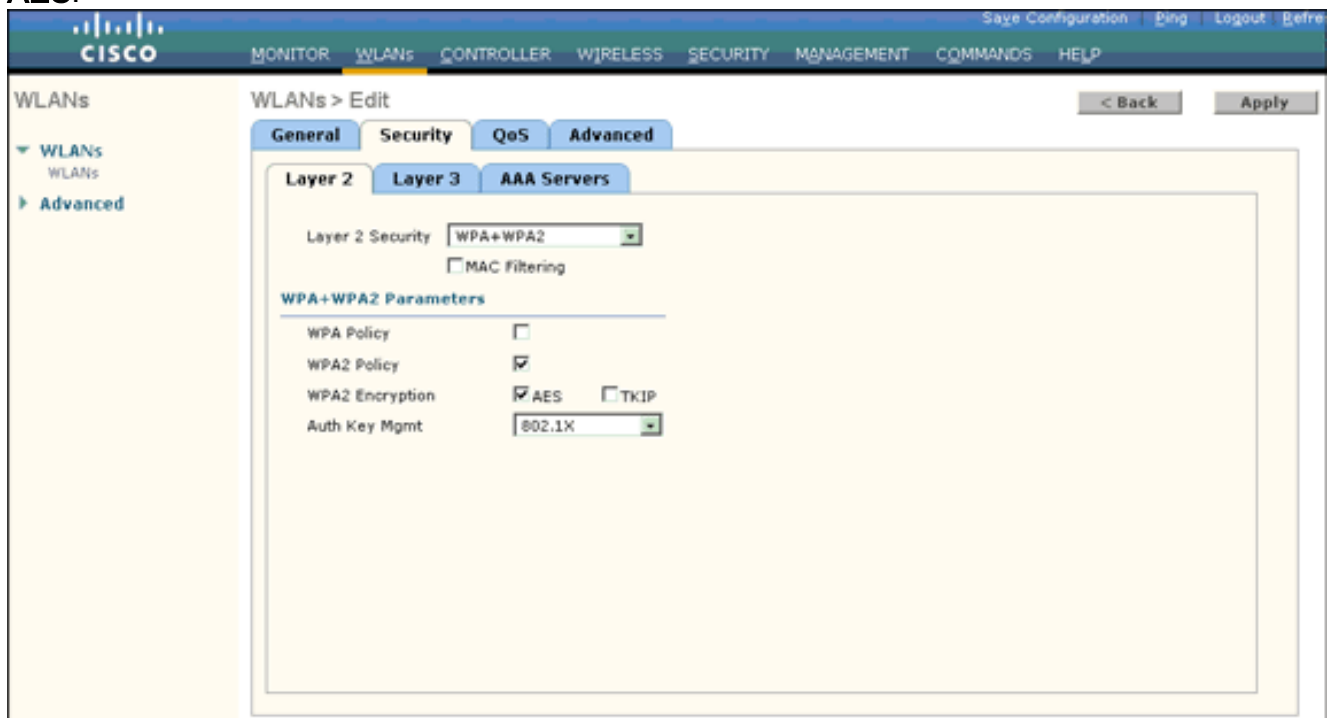 AES.
Save Configuration | Ping | Logout | Refre
CISCO
MONITOR WLANs CONTROLLER WIRELESS SECURITY MANAGEMENT COMMANDS HELP
WLANs
WLANs > Edit
< Back
Apply
General Security QoS Advanced
WLANs
WLANs
Advanced
Layer 2 Layer 3 AAA Servers
Layer 2 Security WPA+WPA2
MAC Filtering
WPA+WPA2 Parameters
WPA Policy
WPA2 Policy
WPA2 Encryption AES TKIP
Auth Key Mgmt 802.1X